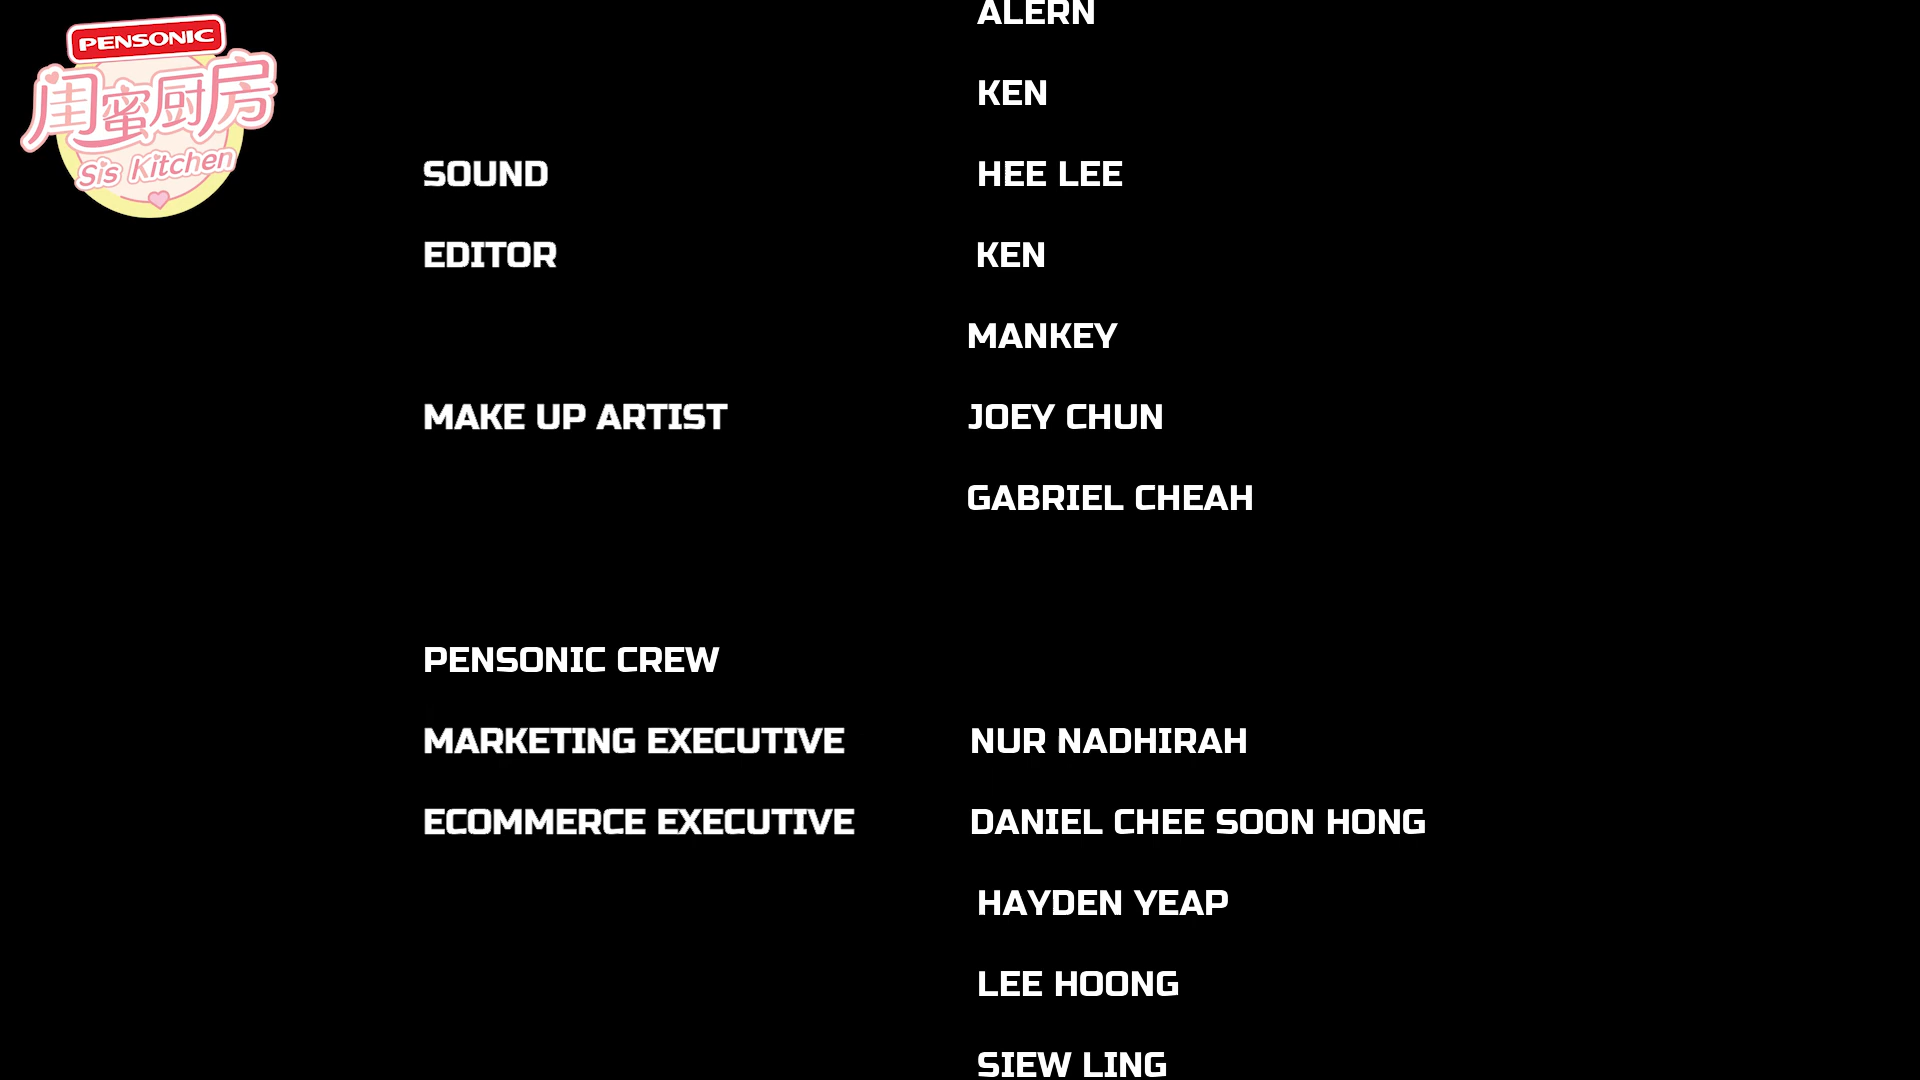 PENSONIC
闺蜜厨房
Sis Kitchen
ALERN
KEN
SOUND HEE LEE
EDITOR KEN
MANKEY
MAKE UP ARTIST JOEY CHUN
GABRIEL CHEAH
PENSONIC CREW
MARKETING EXECUTIVE NUR NADHIRAH
ECOMMERCE EXECUTIVE DANIEL CHEE SOON HONG
HAYDEN YEAP
LEE HOONG
SIEW LING